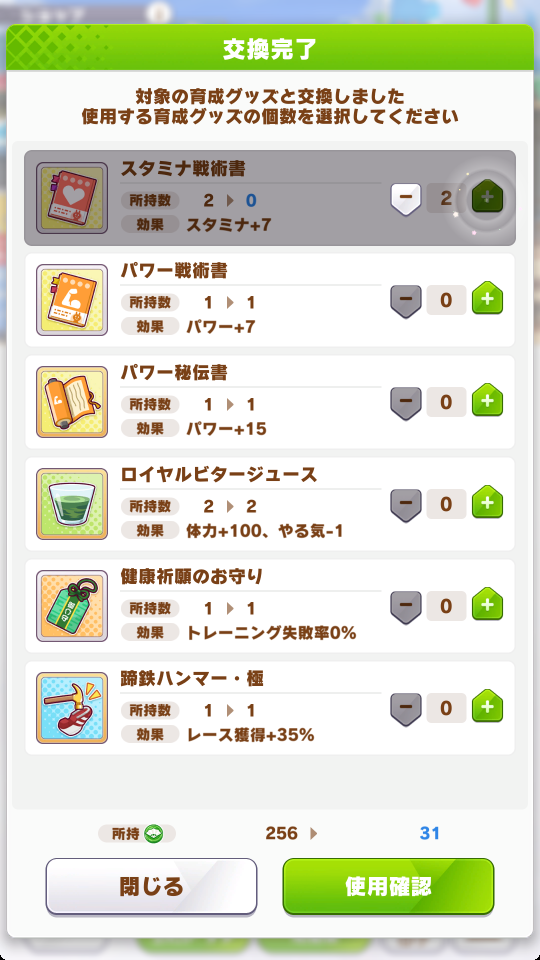 ショップ
交換完了
対象の育成グッズと交換しました
使用する育成グッズの個数を選択してください
スタミナ戦術書
所持数 2 0
2
効果 スタミナ+7
パワー戦術書
所持数 1 1
0
効果 パワー+7
パワー秘伝書
所持数 1 1
0
効果 パワー+15
ロイヤルビタージュース
所持数 2 2
0
効果 体力+100、やる気-1
健康祈願のお守り
所持数 1 1
0
効果 トレーニング失敗率0%
蹄鉄ハンマー・極
所持数 1 1
0
効果 レース獲得+35%
所持 256 31
閉じる 使用確認